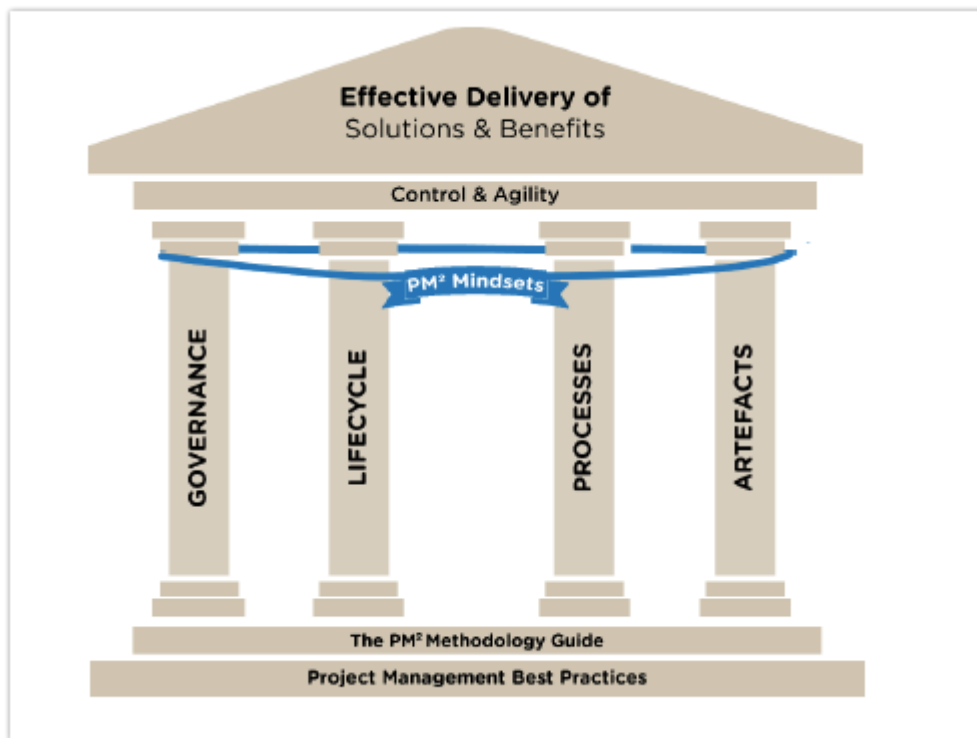 Effective Delivery of
Solutions & Benefits
Control & Agility
PM² Mindsets
GOVERNANCE
LIFECYCLE
PROCESSES
ARTEFACTS
The PM² Methodology Guide
Project Management Best Practices